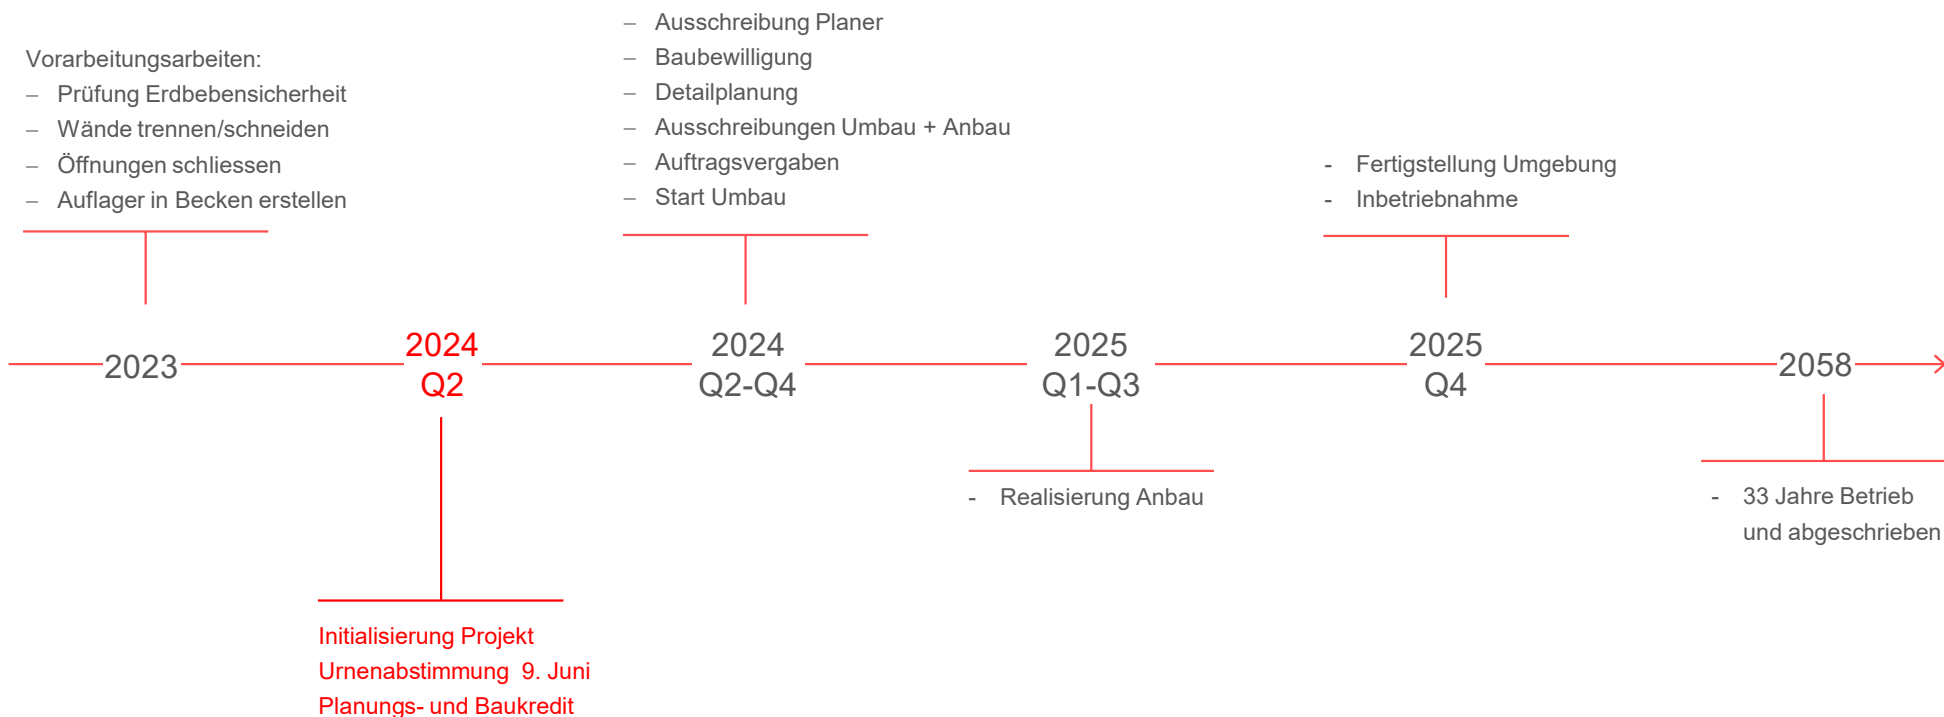 Vorarbeitungsarbeiten:
– Prüfung Erdbebensicherheit
– Wände trennen/schneiden
– Öffnungen schliessen
– Auflager in Becken erstellen
2023
2024
Q2
Initialisierung Projekt
Urnenabstimmung 9. Juni
Planungs- und Baukredit
– Ausschreibung Planer
– Baubewilligung
– Detailplanung
– Ausschreibungen Umbau + Anbau
– Auftragsvergaben
– Start Umbau
2024
Q2-Q4
2025
Q1-Q3
- Realisierung Anbau
- Fertigstellung Umgebung
- Inbetriebnahme
2025
Q4
2058
- 33 Jahre Betrieb
und abgeschrieben